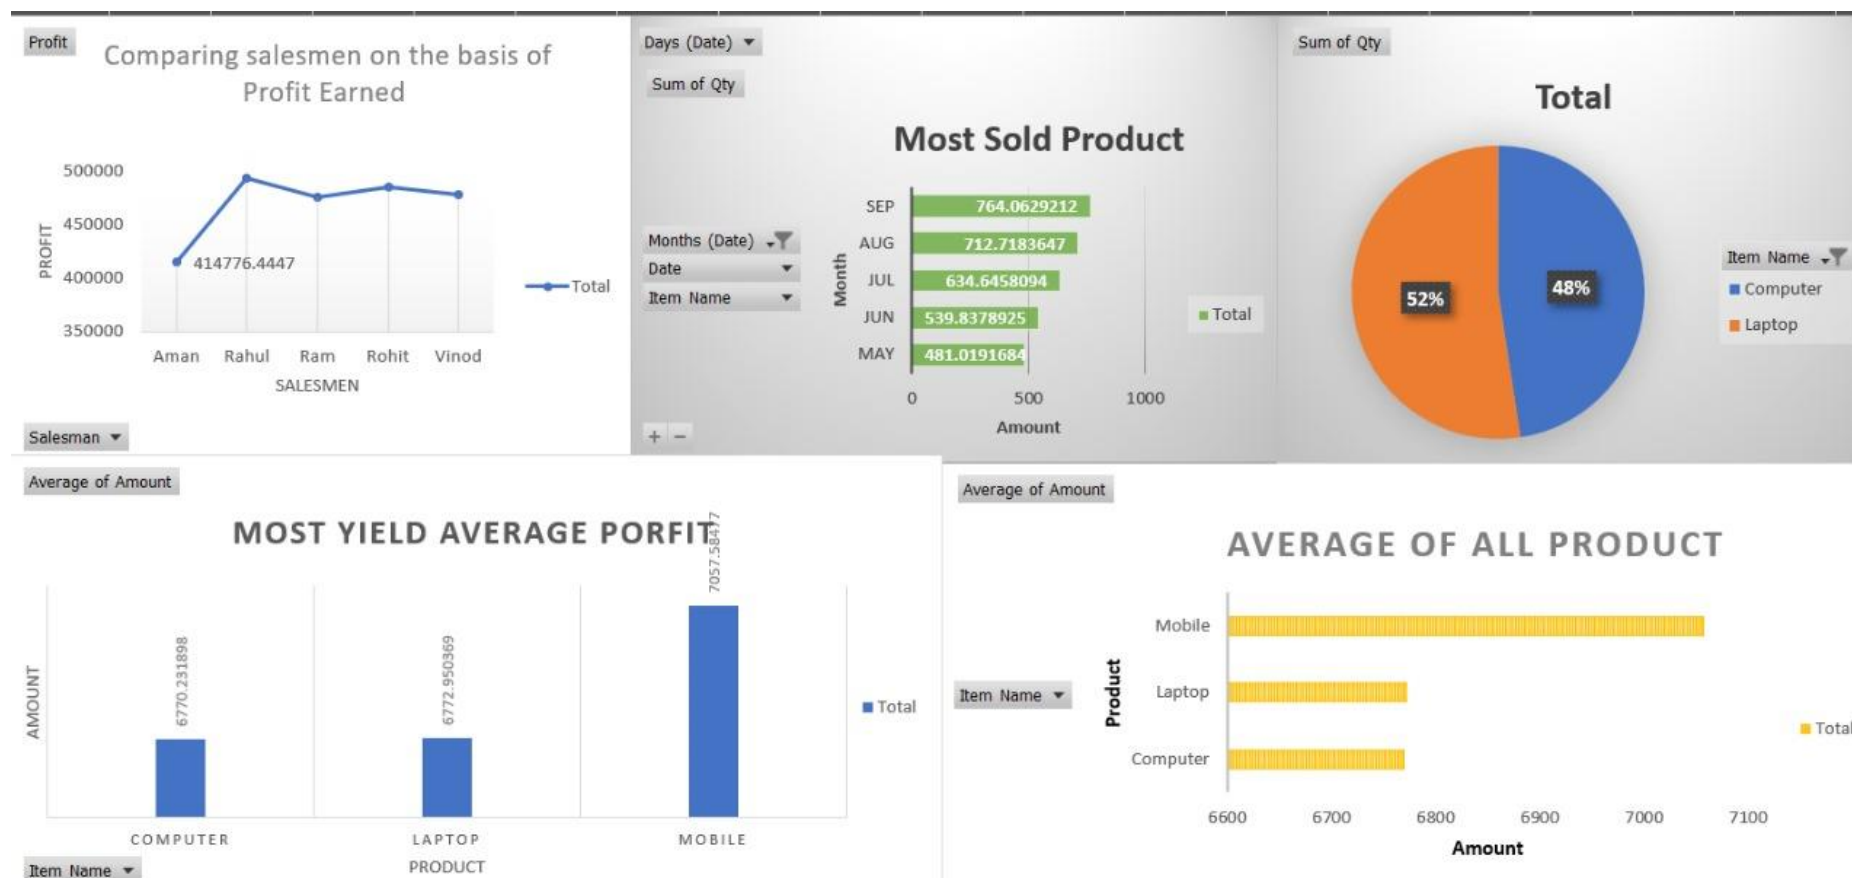 Profit
Comparing salesmen on the basis of
Profit Earned
500000
450000
400000
350000
PROFIT
414776.4447
Total
Aman Rahul Ram Rohit Vinod
SALESMEN
Salesman
Days (Date)
Sum of Qty
Most Sold Product
Months (Date)
Date
Item Name
Month
SEP 764.0629212
AUG 712.7183647
JUL 634.6458094
JUN 539.8378925
MAY 481.0191684
0 500 1000
Amount
Total
+ −
Sum of Qty
Total
52% 48%
Item Name
Computer
Laptop
Average of Amount
MOST YIELD AVERAGE PORFIT
AMOUNT
6770.231898
6772.950369
7057.58477
Total
COMPUTER LAPTOP MOBILE
PRODUCT
Item Name
Average of Amount
AVERAGE OF ALL PRODUCT
Item Name
Product
Mobile
Laptop
Computer
Total
6600 6700 6800 6900 7000 7100
Amount